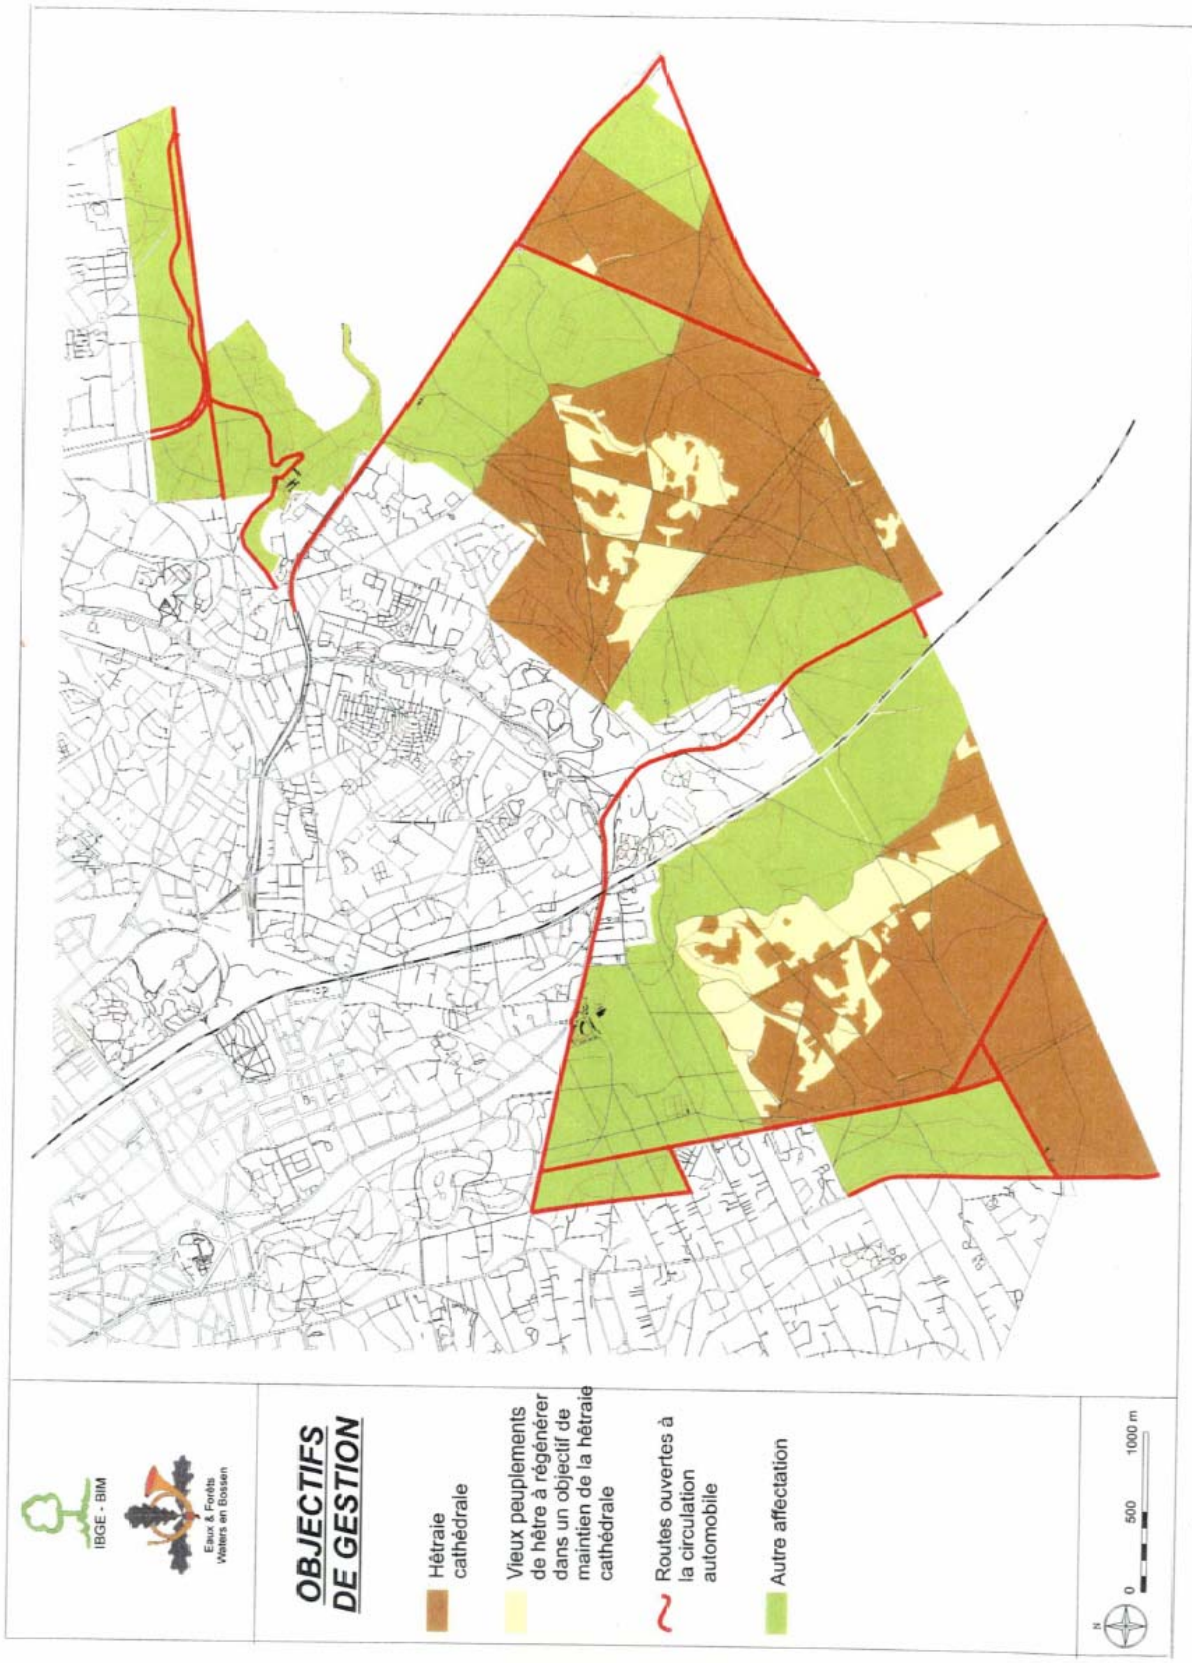 IBGE - BIM
Eaux & Forêts
Waters en Bossen
OBJECTIFS
DE GESTION
Hêtraie
cathédrale
Vieux peuplements
de hêtre à régénérer
dans un objectif de
maintien de la hêtraie
cathédrale
Routes ouvertes à
la circulation
automobile
Autre affectation
N
0 500 1000 m